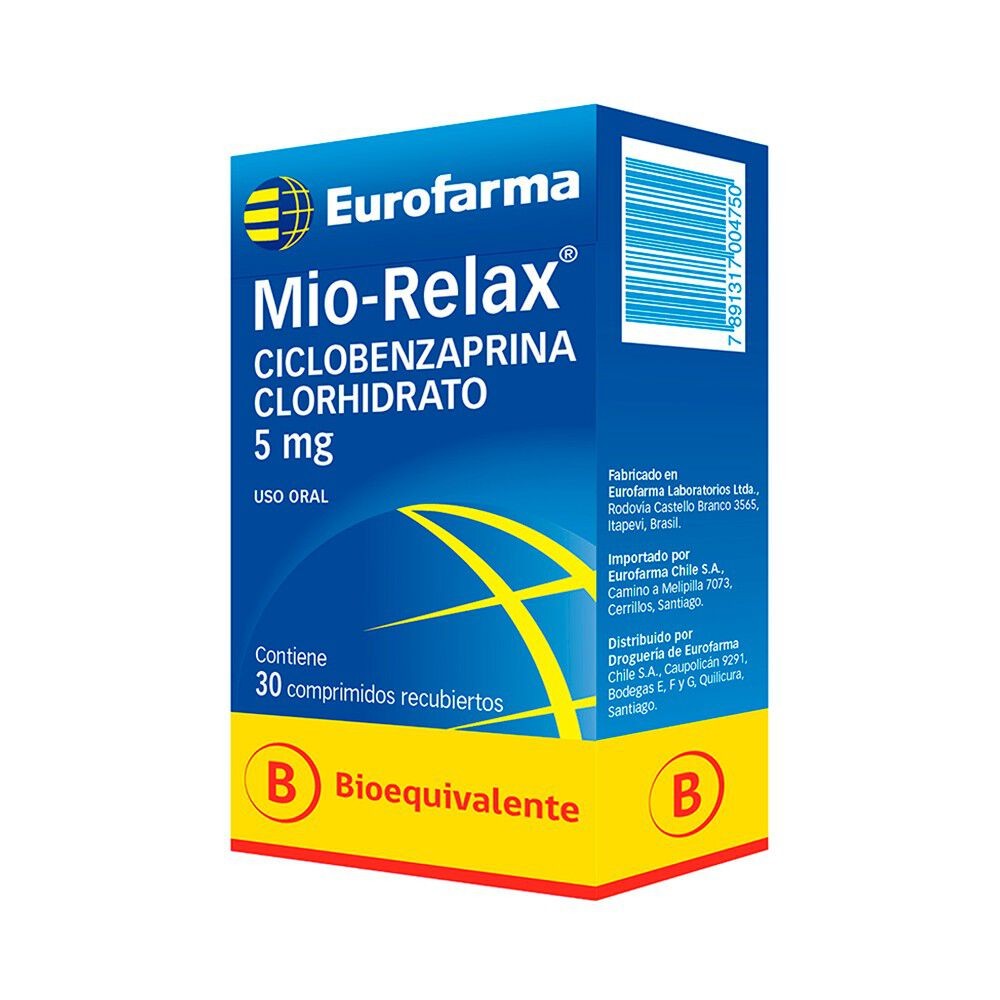 Eurofarma
Mio-Relax®
CICLOBENZAPRINA
CLORHIDRATO
5 mg
USO ORAL
Contiene
30 comprimidos recubiertos
B Bioequivalente
7 891317 004750
Fabricado en
Eurofarma Laboratorios Ltda.,
Rodovía Castello Branco 3565,
Itapevi, Brasil.
Importado por
Eurofarma Chile S.A.,
Camino a Melipilla 7073,
Cerrillos, Santiago.
Distribuido por
Droguería de Eurofarma
Chile S.A., Caupolicán 9291,
Bodegas E, F y G, Quilicura,
Santiago.
B